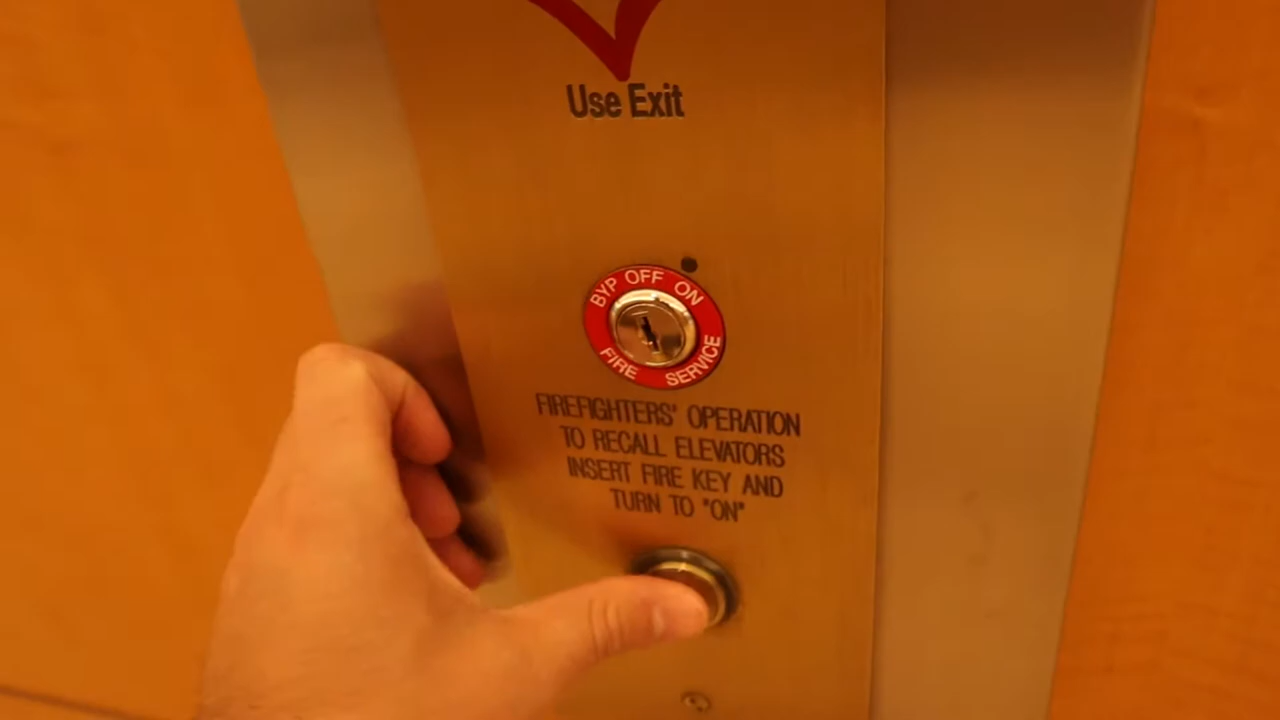 Use Exit
BYP OFF ON
FIRE SERVICE
FIREFIGHTERS' OPERATION
TO RECALL ELEVATORS
INSERT FIRE KEY AND
TURN TO "ON"